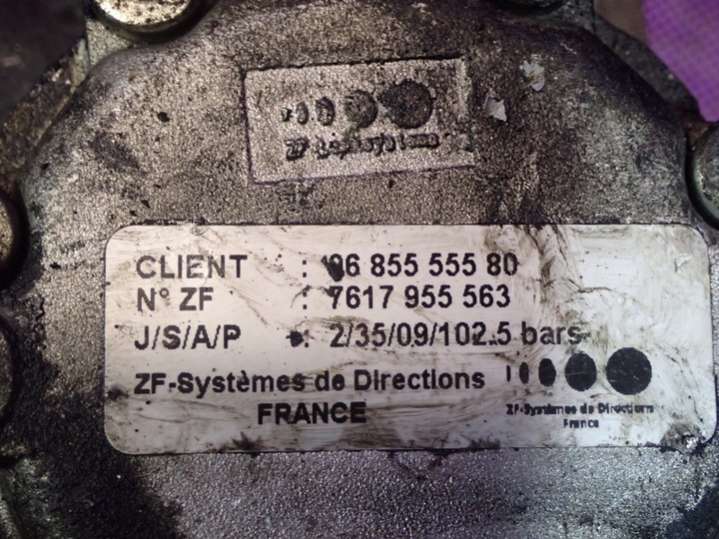 CLIENT : 96 855 555 80
N° ZF : 7617 955 563
J/S/A/P : 2/35/09/102.5 bars
ZF-Systèmes de Directions
FRANCE
ZF-Systèmes de Directions
France